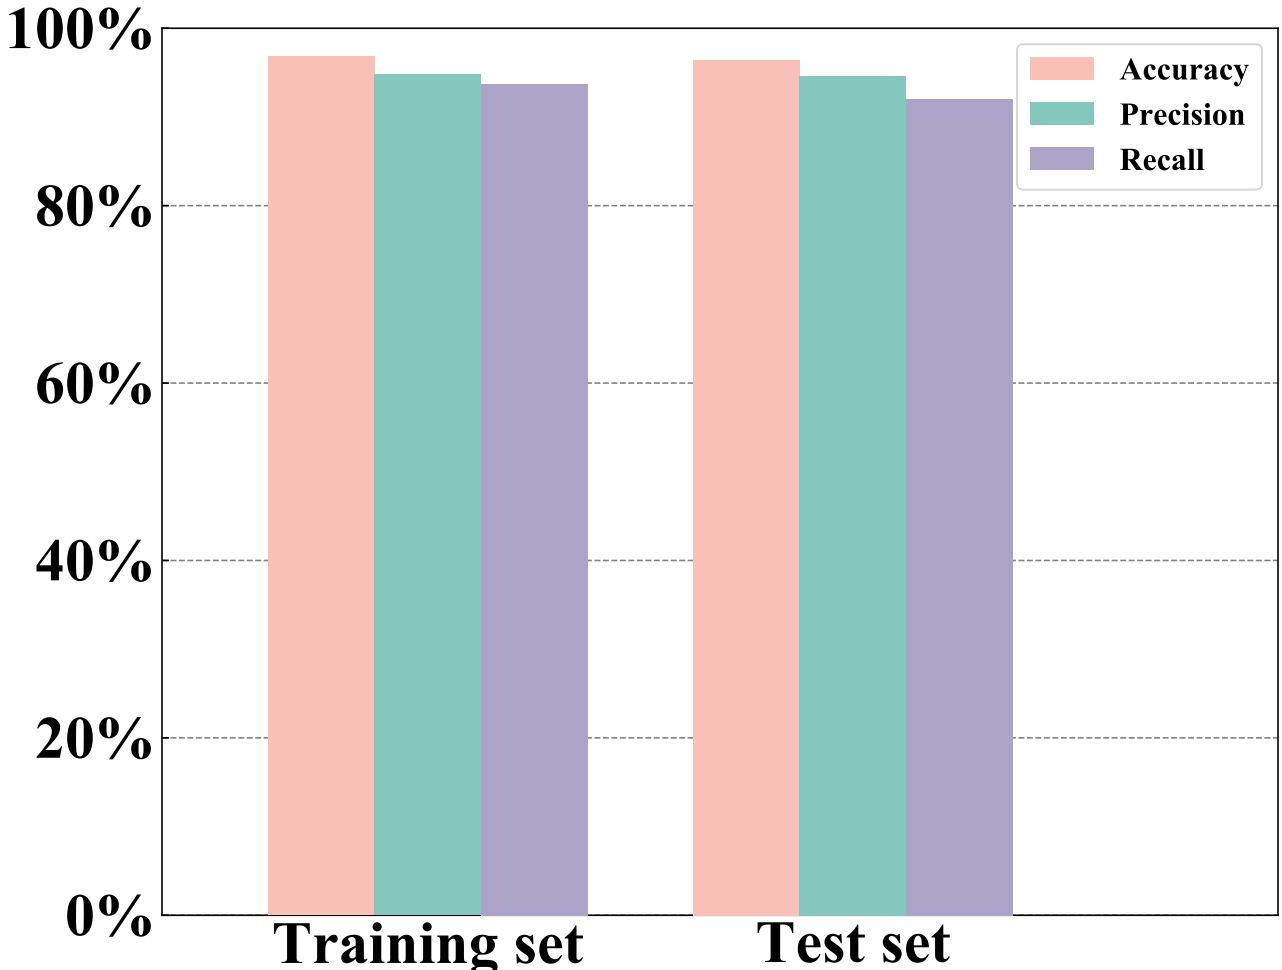 100%
80%
60%
40%
20%
0%
Accuracy
Precision
Recall
Training set
Test set